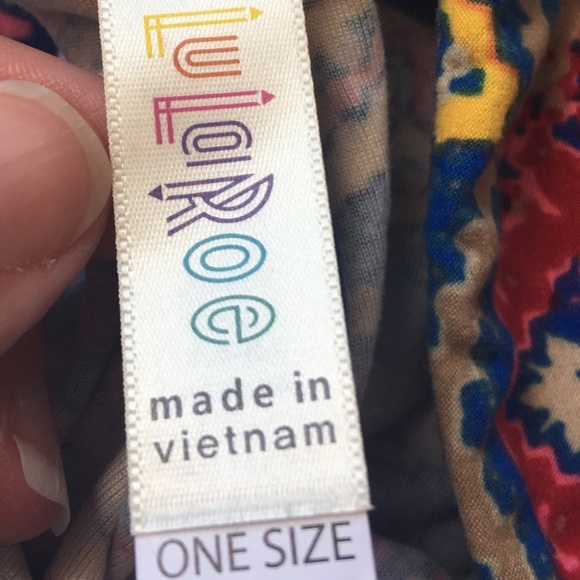 LuLaRoe
made in
vietnam
ONE SIZE